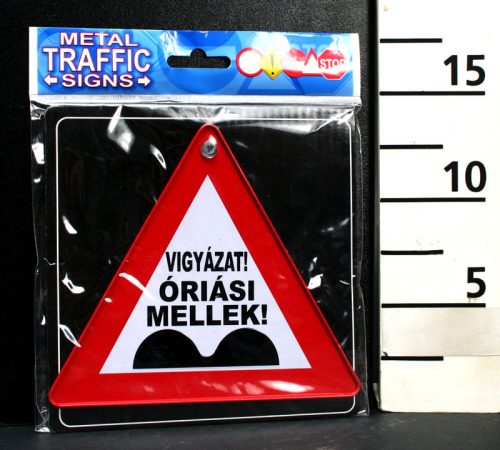 METAL
TRAFFIC
SIGNS
STOP
VIGYÁZAT!
ÓRIÁSI
MELLEK!
15
10
5